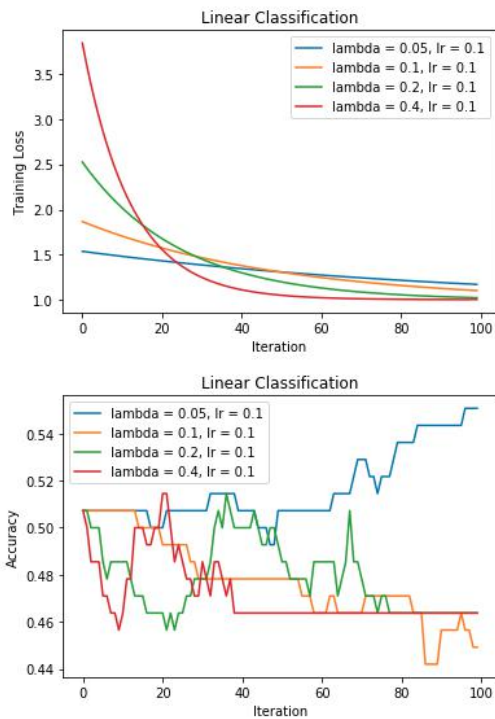 Linear Classification
lambda = 0.05, lr = 0.1
lambda = 0.1, lr = 0.1
lambda = 0.2, lr = 0.1
lambda = 0.4, lr = 0.1
3.5
3.0
2.5
2.0
1.5
1.0
Training Loss
0 20 40 60 80 100
Iteration
Linear Classification
lambda = 0.05, lr = 0.1
lambda = 0.1, lr = 0.1
lambda = 0.2, lr = 0.1
lambda = 0.4, lr = 0.1
0.54
0.52
0.50
0.48
0.46
0.44
Accuracy
0 20 40 60 80 100
Iteration